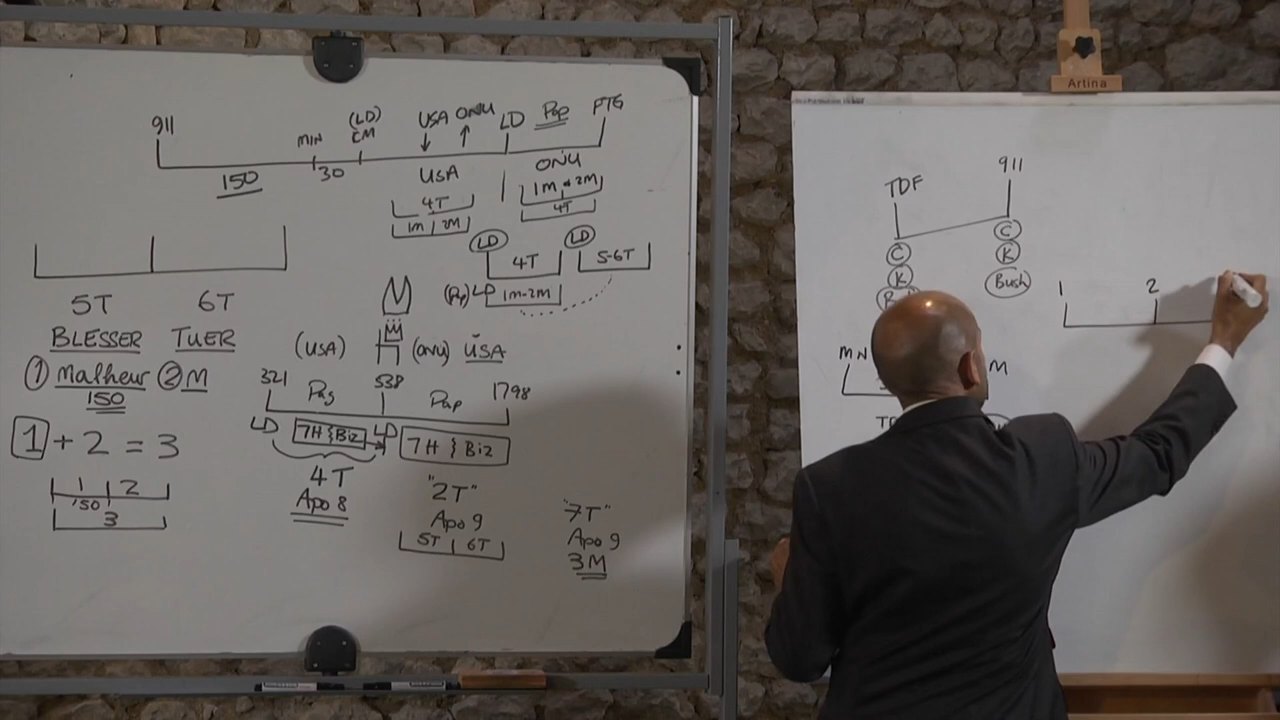 911 MIN (LD) CM USA ONU LD Pap FTG
150 30 USA ONU
4T 1M & 2M
1M 2M 4T
LD LD
4T 5-6T
(Pap) LD 1M-2M
5T 6T
BLESSER TUER
(USA) (ONU) USA
1 Malheur 2 M
150
321 538 1798
Pag Pap
LD 7H } Biz LD 7H } Biz
1 + 2 = 3
4T "2T"
Apo 8 Apo 9
1 2
150
3
5T 6T
"7T"
Apo 9
3M
Artina
TDF 911
C C
K K
Bush
1 2
MN M